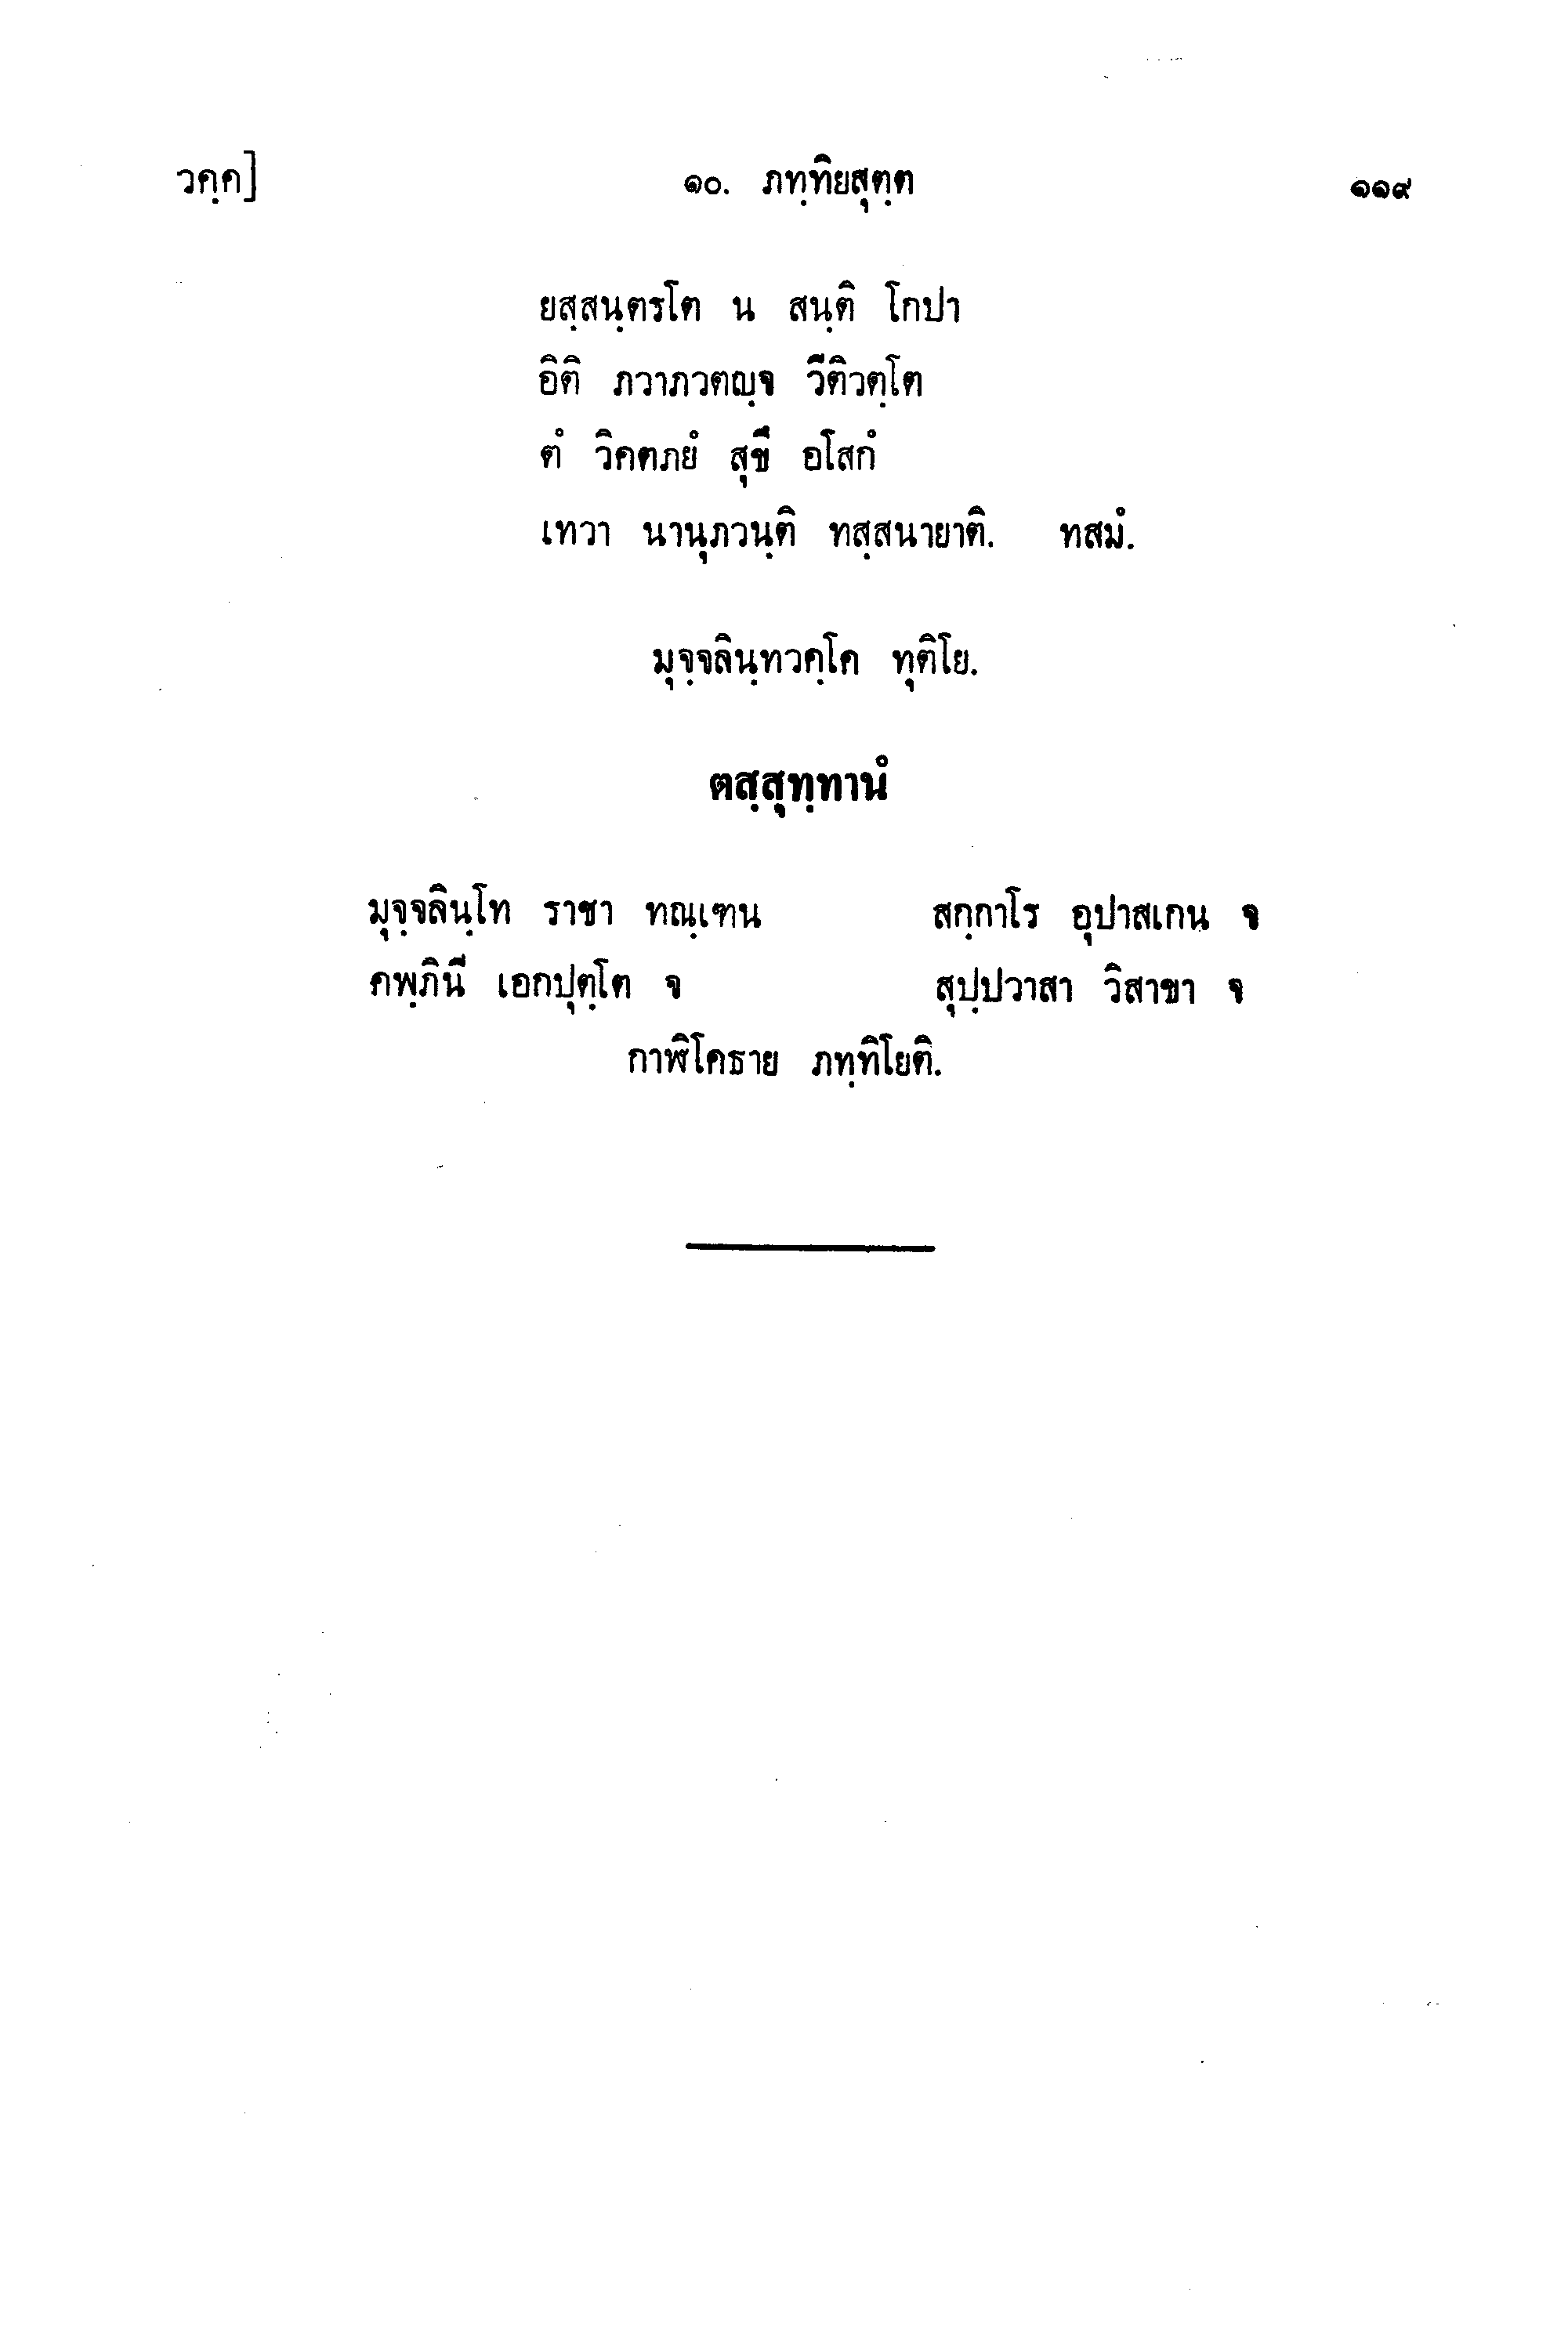 วคฺค] ๑๐. ภทฺทิยสุตฺต ๑๑๙
ยสฺสนฺตรโต น สนฺติ โกปา
อิติ ภวาภวตญฺจ วีติวตฺโต
ตํ วิคตภยํ สุขึ อโสกํ
เทวา นานุภวนฺติ ทสฺสนายาติ. ทสมํ.
มุจฺจลินฺทวคฺโค ทุติโย.
ตสฺสุทฺทานํ
มุจฺจลินฺโท ราชา ทณฺเฑน สกฺกาโร อุปาสเกน จ
คพฺภินี เอกปุตฺโต จ สุปฺปวาสา วิสาขา จ
กาฬิโคธาย ภทฺทิโยติ.